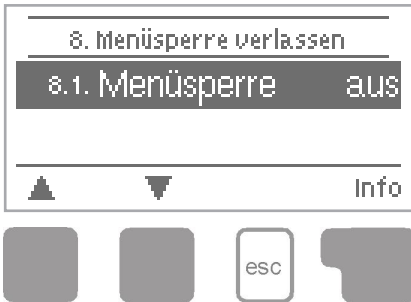 8. Menüsperre verlassen
8.1. Menüsperre aus
Info
esc